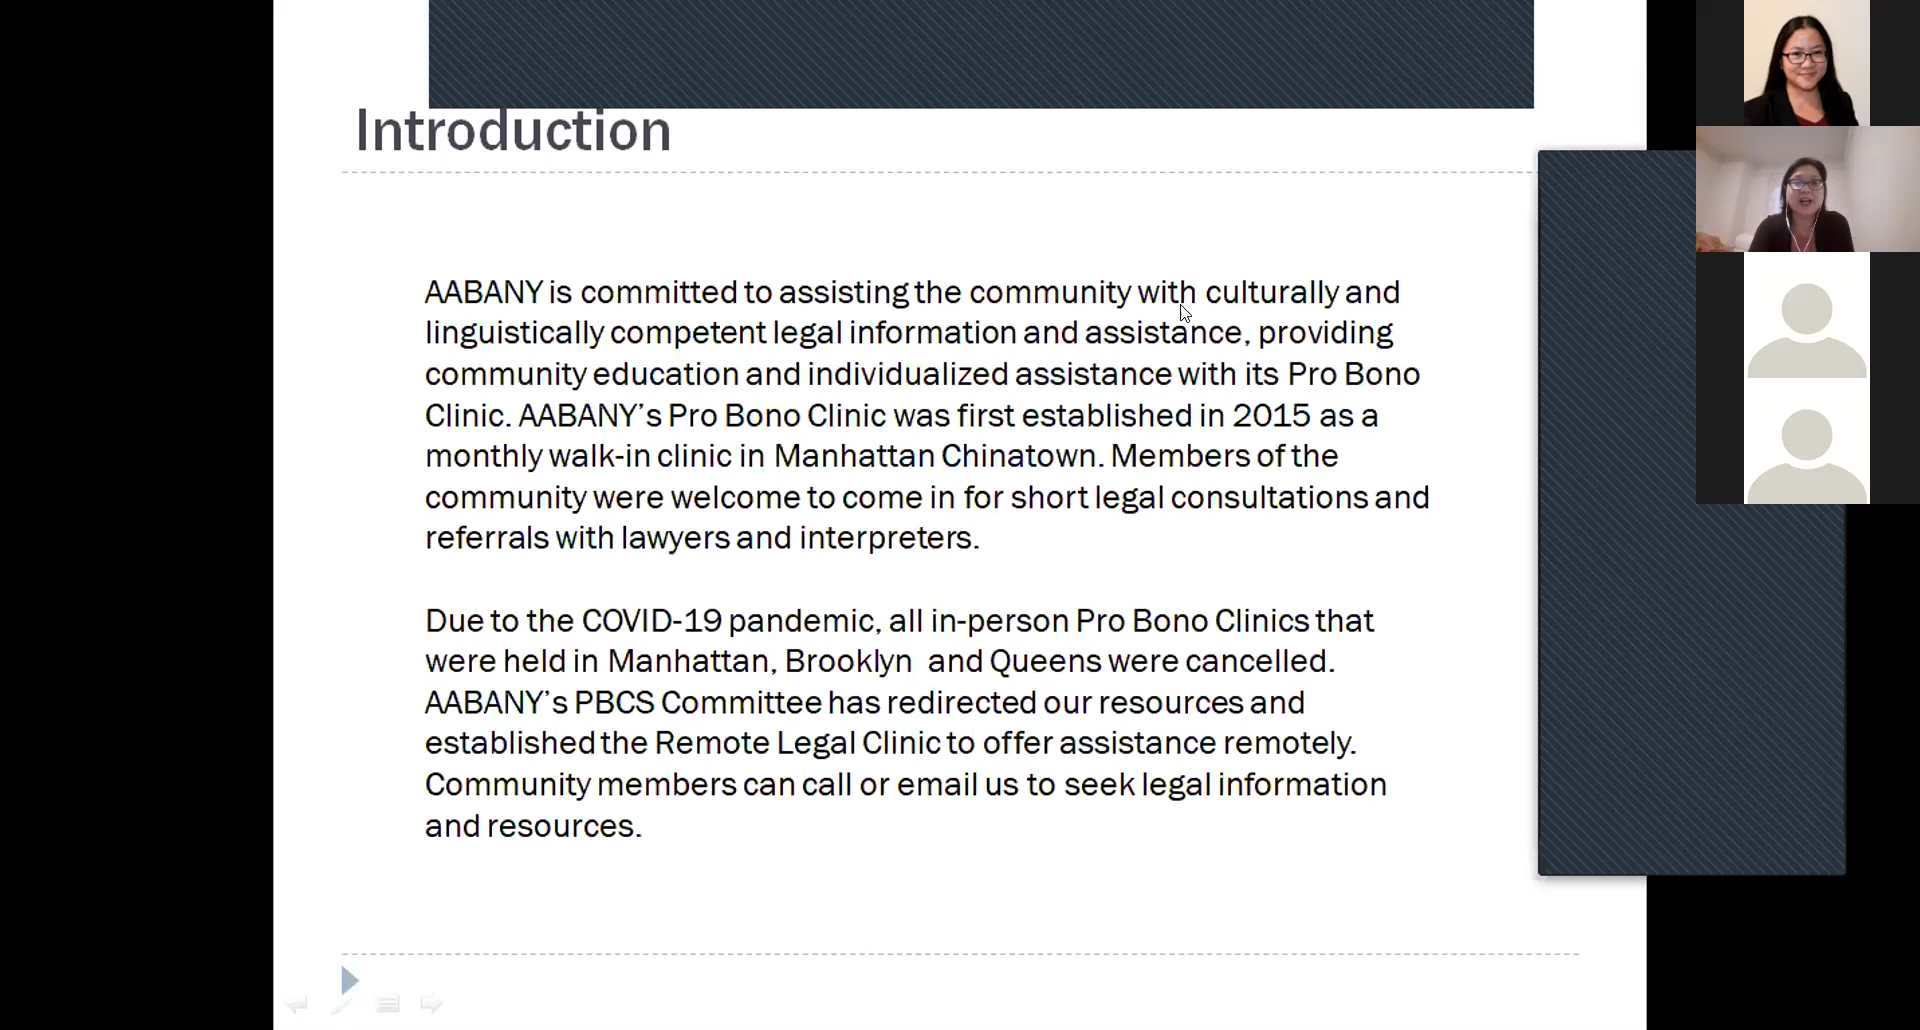 Introduction
AABANY is committed to assisting the community with culturally and
linguistically competent legal information and assistance, providing
community education and individualized assistance with its Pro Bono
Clinic. AABANY’s Pro Bono Clinic was first established in 2015 as a
monthly walk-in clinic in Manhattan Chinatown. Members of the
community were welcome to come in for short legal consultations and
referrals with lawyers and interpreters.
Due to the COVID-19 pandemic, all in-person Pro Bono Clinics that
were held in Manhattan, Brooklyn  and Queens were cancelled.
AABANY’s PBCS Committee has redirected our resources and
established the Remote Legal Clinic to offer assistance remotely.
Community members can call or email us to seek legal information
and resources.